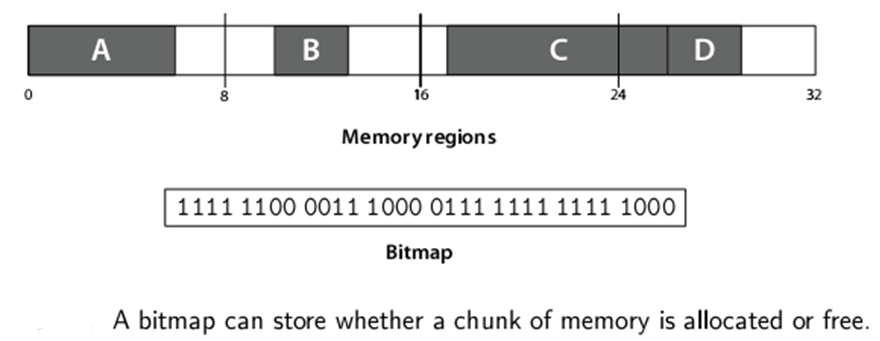 A B C D
0 8 16 24 32
Memory regions
1111 1100 0011 1000 0111 1111 1111 1000
Bitmap
A bitmap can store whether a chunk of memory is allocated or free.